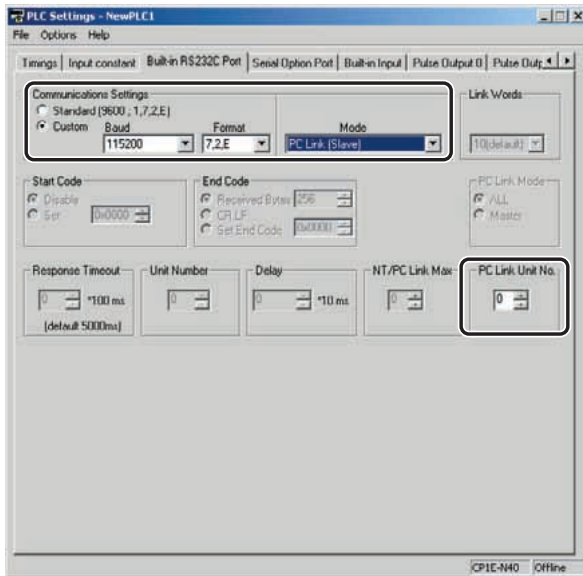 PLC Settings - NewPLC1
File Options Help
Timings Input constant Built-in RS232C Port Serial Option Port Built-in Input Pulse Output 0 Pulse Outp
Communications Settings
Link Words
Standard (9600 ; 1,7,2,E)
Custom Baud Format Mode
115200 7,2,E PC Link (Slave) 10(default)
Start Code End Code PC Link Mode
Disable Received Bytes 256 ALL
Set 0x0000 CR LF Master
Set End Code 0x0000
Response Timeout Unit Number Delay NT/PC Link Max PC Link Unit No.
0 *100 ms 0 0 *10 ms 0 0
(default 5000ms)
CP1E-N40 Offline